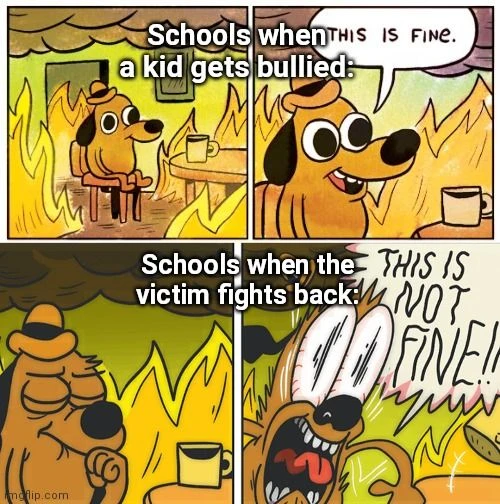 Schools when
a kid gets bullied:
THIS IS FINE.
Schools when the
victim fights back:
THIS IS
NOT
FINE!!
imgflip.com